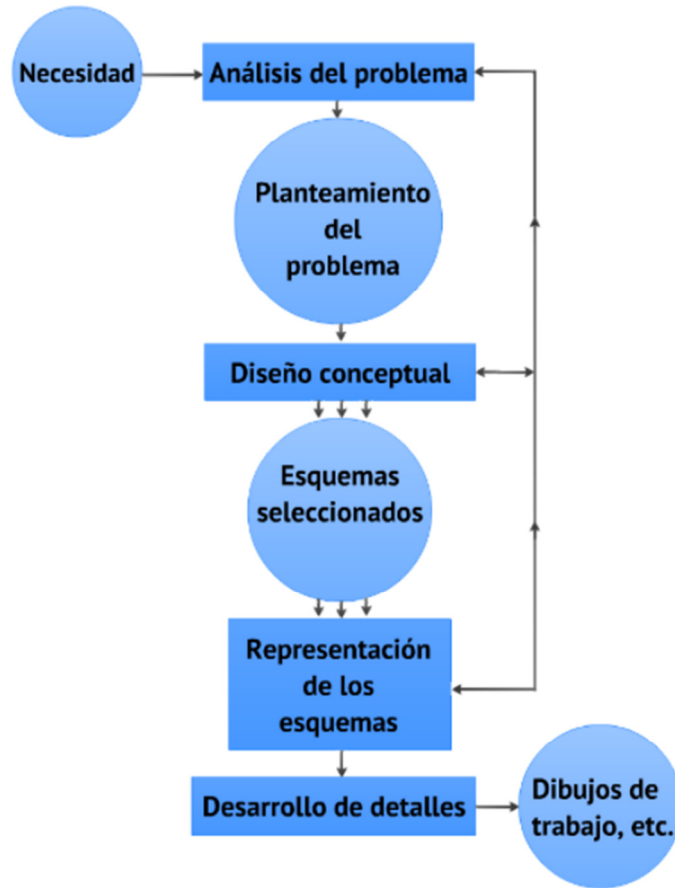 Necesidad
Análisis del problema
Planteamiento
del
problema
Diseño conceptual
Esquemas
seleccionados
Representación
de los
esquemas
Desarrollo de detalles
Dibujos de
trabajo, etc.